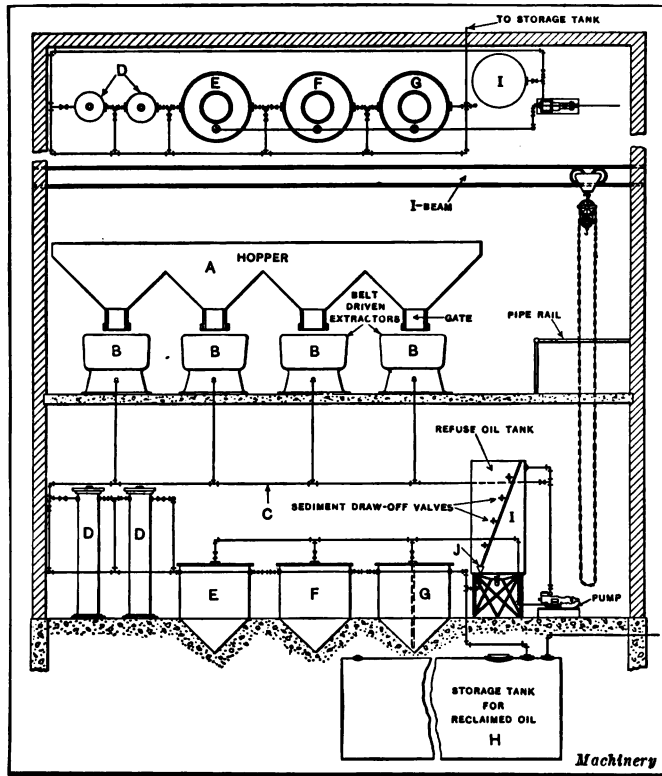 TO STORAGE TANK
D
E
F
G
I
I-BEAM
HOPPER
A
BELT
DRIVEN
EXTRACTORS
GATE
PIPE RAIL
B
B
B
B
REFUSE OIL TANK
C
SEDIMENT DRAW-OFF VALVES
I
D
D
J
E
F
G
PUMP
STORAGE TANK
FOR
RECLAIMED OIL
H
Machinery